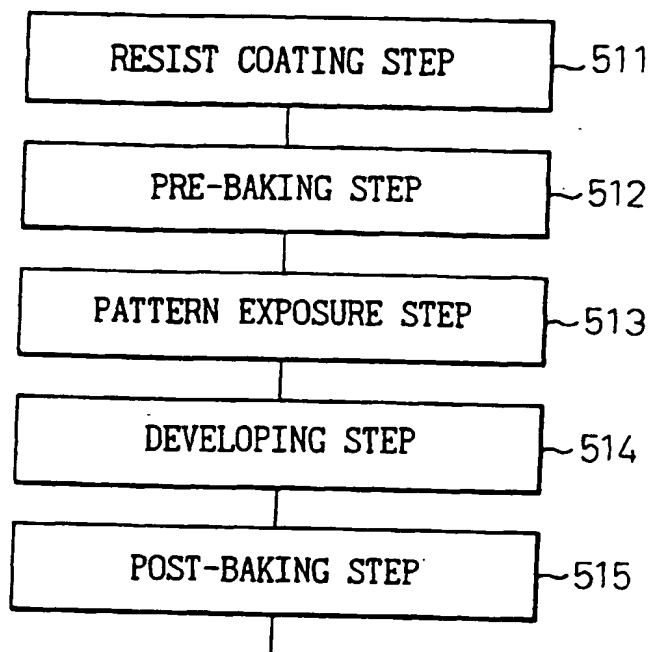 RESIST COATING STEP 511
PRE-BAKING STEP 512
PATTERN EXPOSURE STEP 513
DEVELOPING STEP 514
POST-BAKING STEP 515